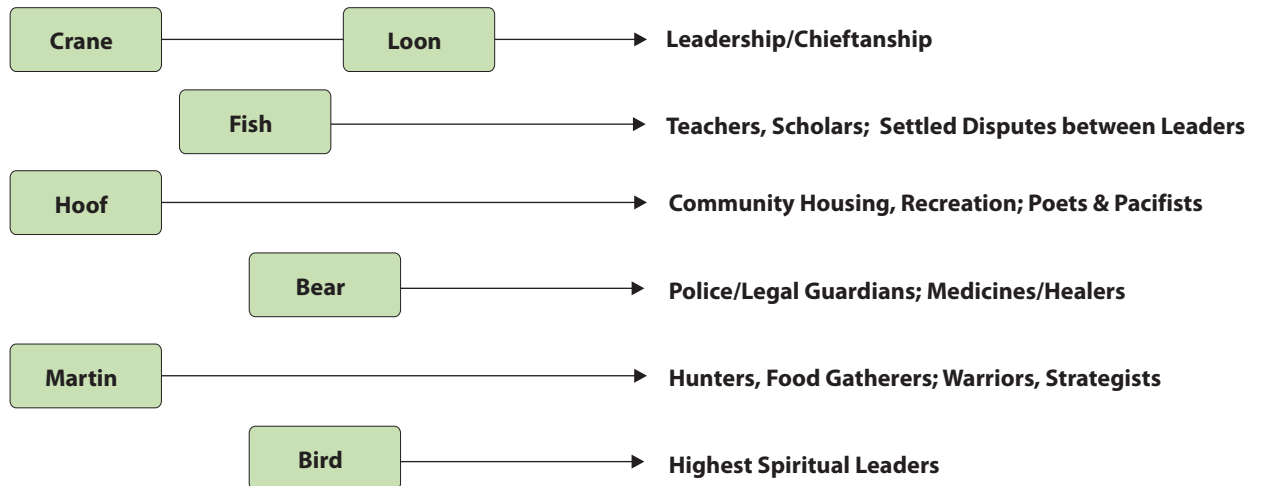 Crane Loon Leadership/Chieftanship
Fish Teachers, Scholars; Settled Disputes between Leaders
Hoof Community Housing, Recreation; Poets & Pacifists
Bear Police/Legal Guardians; Medicines/Healers
Martin Hunters, Food Gatherers; Warriors, Strategists
Bird Highest Spiritual Leaders